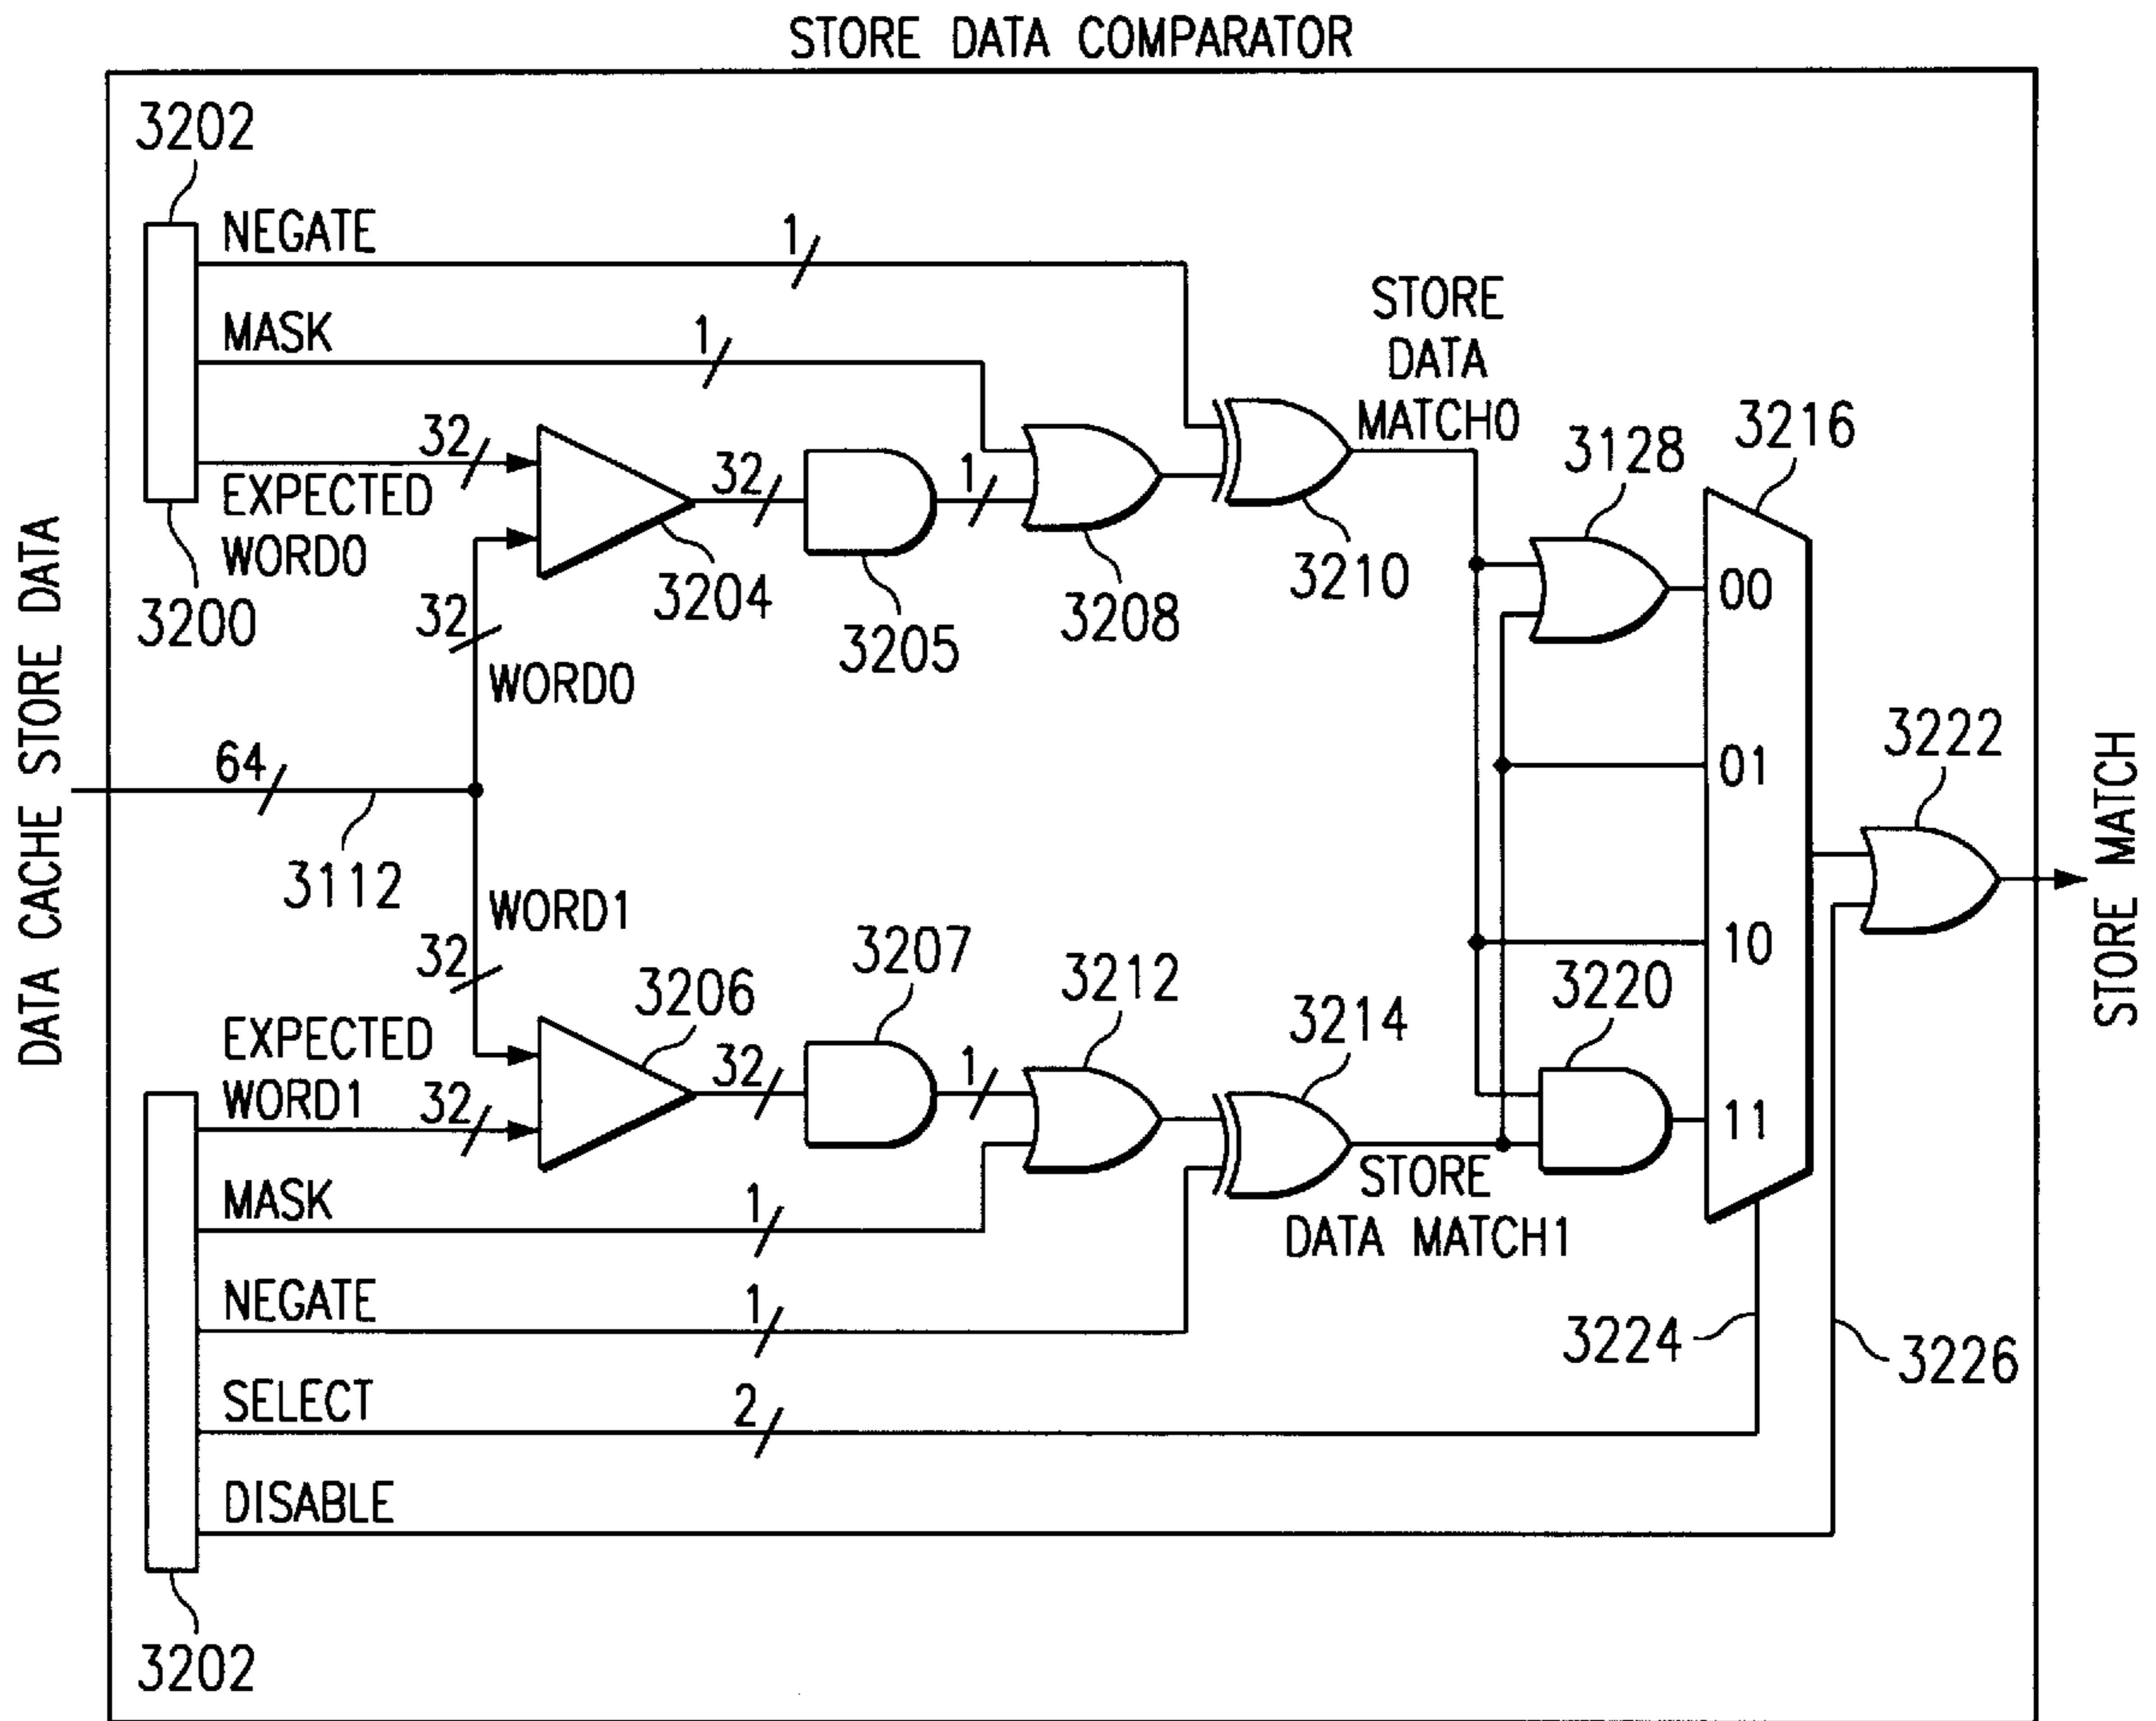 STORE DATA COMPARATOR
3202
NEGATE
1
MASK
1
STORE
DATA
MATCH0
32
EXPECTED
WORD0
3200
32
1
3204
3205
3208
3210
3128
3216
00
32
WORD0
01
3222
DATA CACHE STORE DATA
64
3112
STORE MATCH
WORD1
32
10
3206
3207
3212
3214
3220
EXPECTED
WORD1
32
32
1
11
STORE
DATA MATCH1
MASK
1
NEGATE
1
3224
3226
SELECT
2
DISABLE
3202